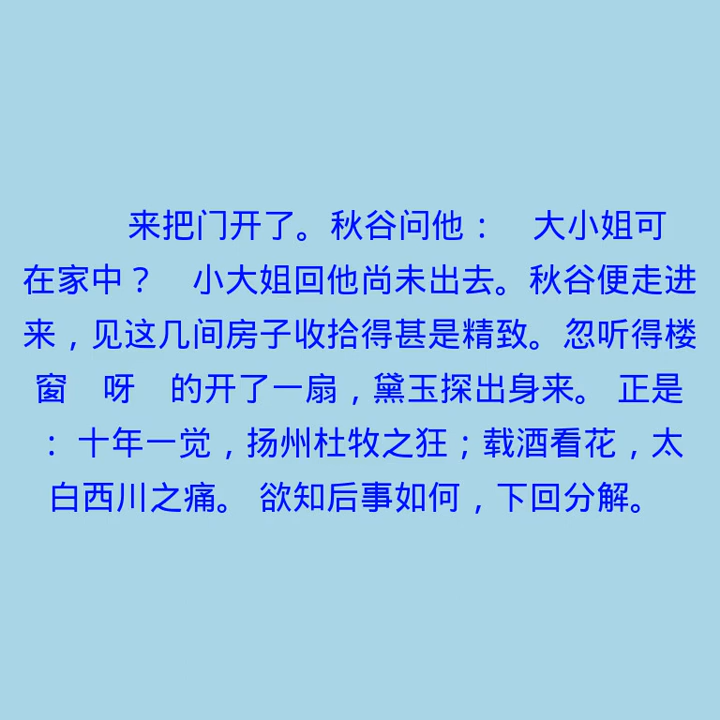 来把门开了。秋谷问他： 大小姐可
在家中？ 小大姐回他尚未出去。秋谷便走进
来，见这几间房子收拾得甚是精致。忽听得楼
窗 呀 的开了一扇，黛玉探出身来。 正是
：十年一觉，扬州杜牧之狂；载酒看花，太
白西川之痛。 欲知后事如何，下回分解。